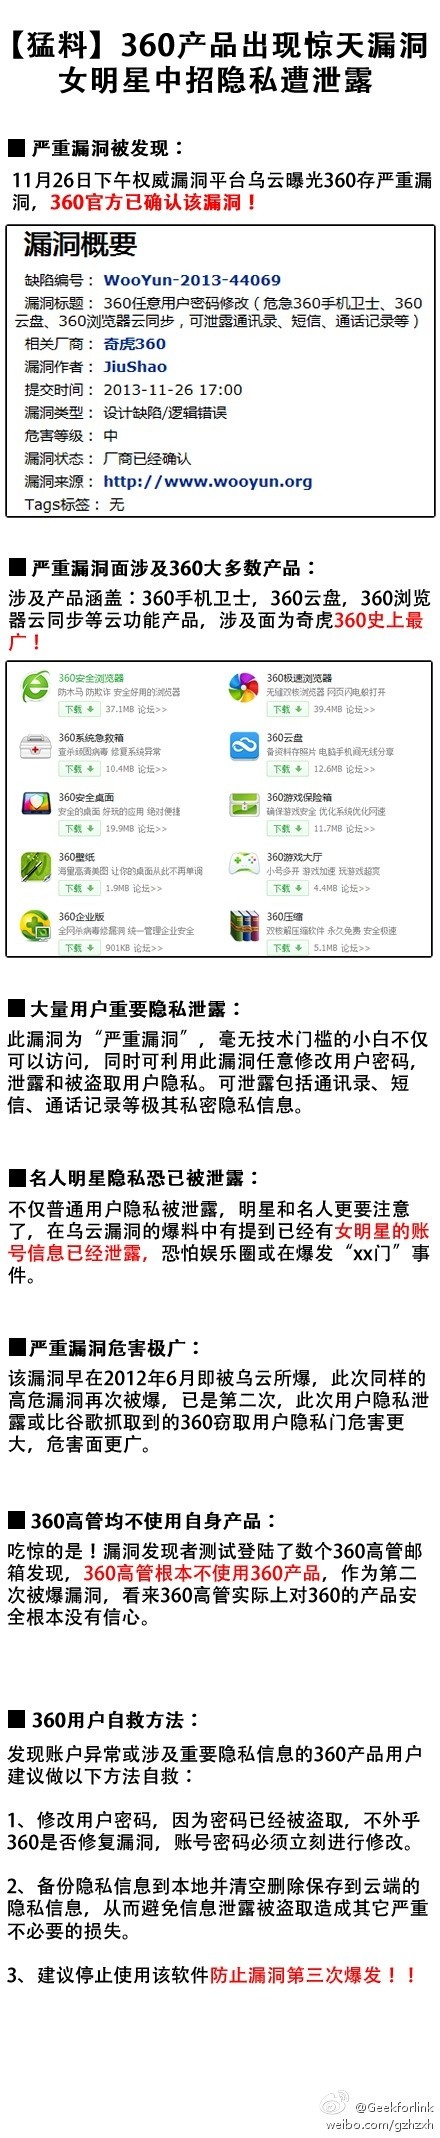 【猛料】360产品出现惊天漏洞
女明星中招隐私遭泄露
■ 严重漏洞被发现：
11月26日下午权威漏洞平台乌云曝光360存严重漏
洞，360官方已确认该漏洞！
漏洞概要
缺陷编号： WooYun-2013-44069
漏洞标题： 360任意用户密码修改（危急360手机卫士、360
云盘、360浏览器云同步，可泄露通讯录、短信、通话记录等）
相关厂商： 奇虎360
漏洞作者： JiuShao
提交时间： 2013-11-26 17:00
漏洞类型： 设计缺陷/逻辑错误
危害等级： 中
漏洞状态： 厂商已经确认
漏洞来源： http://www.wooyun.org
Tags标签： 无
■ 严重漏洞面涉及360大多数产品：
涉及产品涵盖：360手机卫士，360云盘，360浏览
器云同步等云功能产品，涉及面为奇虎360史上最
广！
360安全浏览器
防木马 防欺诈 安全好用的浏览器
下载 37.1MB 论坛>>
360极速浏览器
无缝双核浏览器 网页闪电般打开
下载 39.4MB 论坛>>
360系统急救箱
查杀顽固病毒 修复系统异常
下载 10.4MB 论坛>>
360云盘
备资料存照片 电脑手机间无线分享
下载 12.6MB 论坛>>
360安全桌面
安全的桌面 好玩的应用 绝对便捷
下载 19.9MB 论坛>>
360游戏保险箱
确保游戏安全 优化系统优化网速
下载 11.7MB 论坛>>
360壁纸
海量高清美图 让你的桌面从此不再单调
下载 1.9MB 论坛>>
360游戏大厅
小号多开 游戏加速 玩游戏超宽
下载 4.4MB 论坛>>
360企业版
全网杀病毒修漏洞 统一管理企业安全
下载 901KB 论坛>>
360压缩
双核解压缩软件 永久免费 安全极速
下载 5.1MB 论坛>>
■ 大量用户重要隐私泄露：
此漏洞为“严重漏洞”，毫无技术门槛的小白不仅
可以访问，同时可利用此漏洞任意修改用户密码，
泄露和被盗取用户隐私。可泄露包括通讯录、短
信、通话记录等极其私密隐私信息。
■名人明星隐私恐已被泄露：
不仅普通用户隐私被泄露，明星和名人更要注意
了，在乌云漏洞的爆料中有提到已经有女明星的账
号信息已经泄露，恐怕娱乐圈或在爆发“xx门”事
件。
■严重漏洞危害极广：
该漏洞早在2012年6月即被乌云所爆，此次同样的
高危漏洞再次被爆，已是第二次，此次用户隐私泄
露或比谷歌抓取到的360窃取用户隐私门危害更
大，危害面更广。
■ 360高管均不使用自身产品：
吃惊的是！漏洞发现者测试登陆了数个360高管邮
箱发现，360高管根本不使用360产品，作为第二
次被爆漏洞，看来360高管实际上对360的产品安
全根本没有信心。
■ 360用户自救方法：
发现账户异常或涉及重要隐私信息的360产品用户
建议做以下方法自救：
1、修改用户密码，因为密码已经被盗取，不外乎
360是否修复漏洞，账号密码必须立刻进行修改。
2、备份隐私信息到本地并清空删除保存到云端的
隐私信息，从而避免信息泄露被盗取造成其它严重
不必要的损失。
3、建议停止使用该软件防止漏洞第三次爆发！！
@Geekforlink
weibo.com/gzhzxh